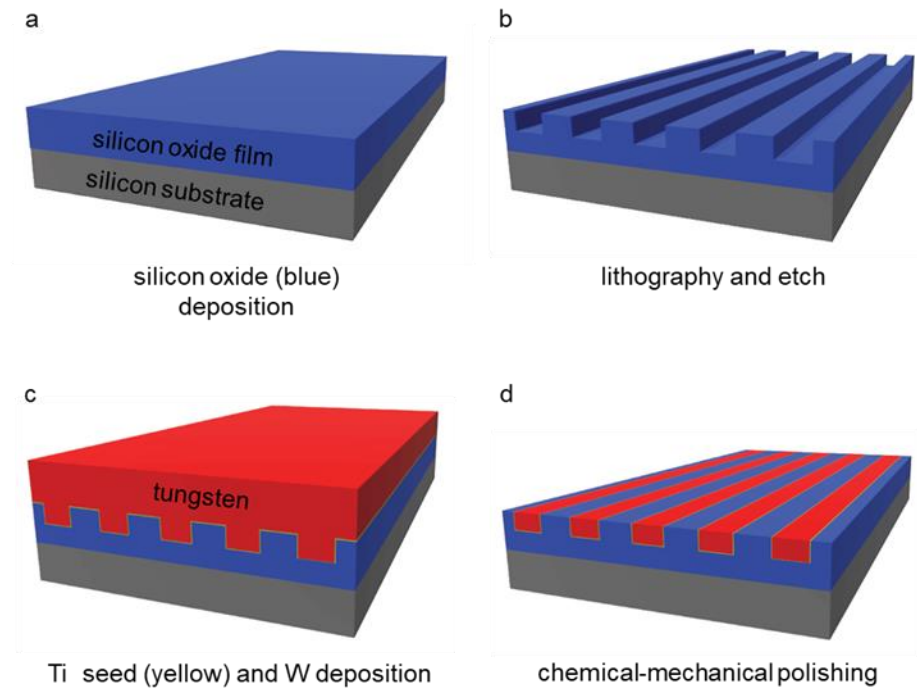 a
silicon oxide film
silicon substrate
silicon oxide (blue)
deposition
b
lithography and etch
c
tungsten
Ti seed (yellow) and W deposition
d
chemical-mechanical polishing